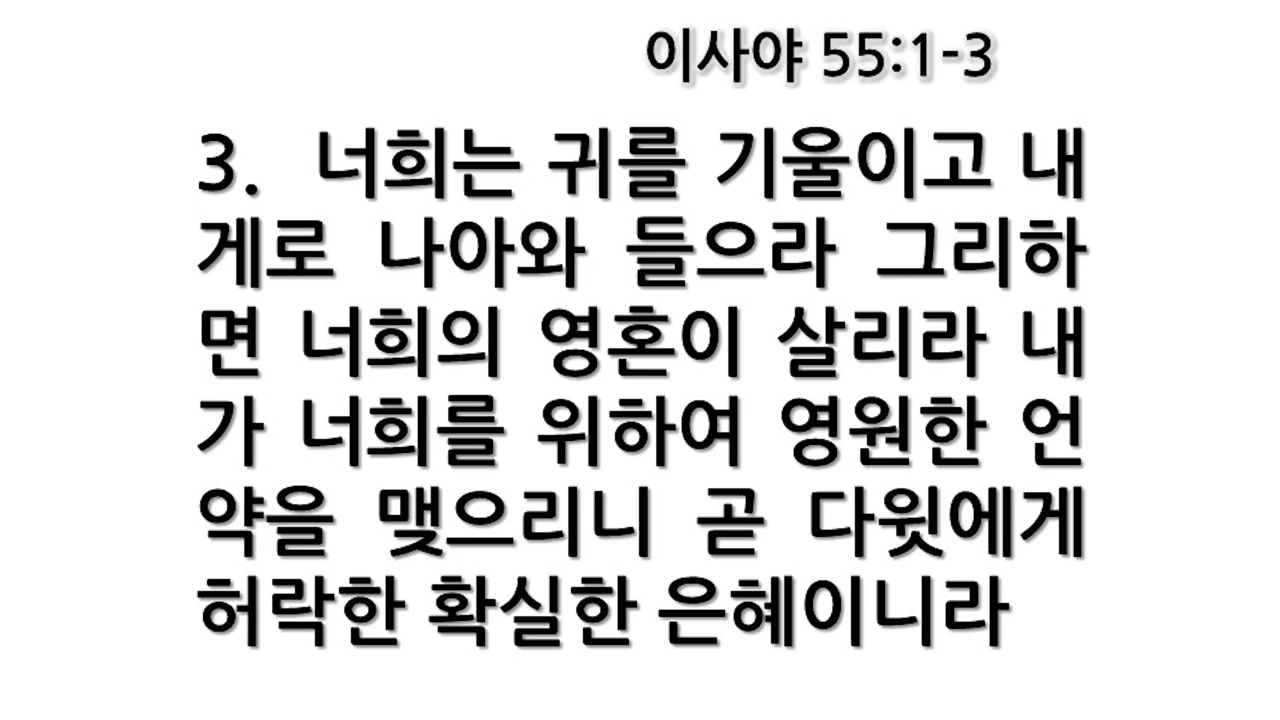 이사야 55:1-3
3. 너희는 귀를 기울이고 내
게로 나아와 들으라 그리하
면 너희의 영혼이 살리라 내
가 너희를 위하여 영원한 언
약을 맺으리니 곧 다윗에게
허락한 확실한 은혜이니라